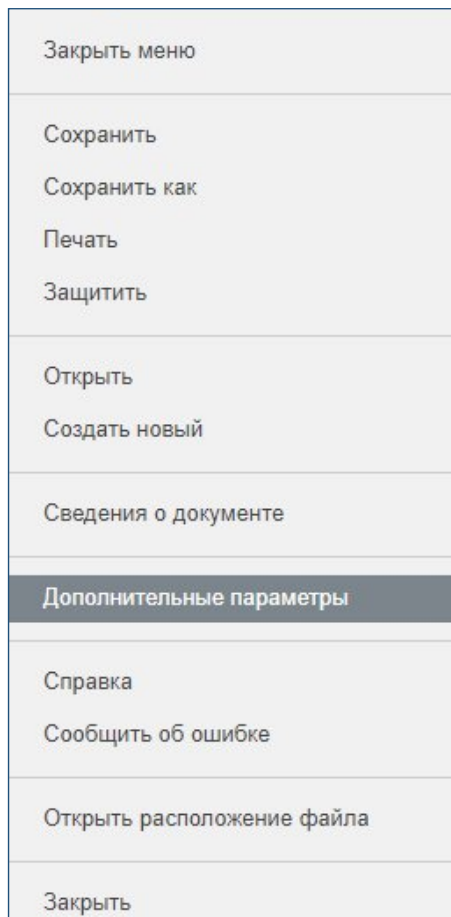 Закрыть меню
Сохранить
Сохранить как
Печать
Защитить
Открыть
Создать новый
Сведения о документе
Дополнительные параметры
Справка
Сообщить об ошибке
Открыть расположение файла
Закрыть